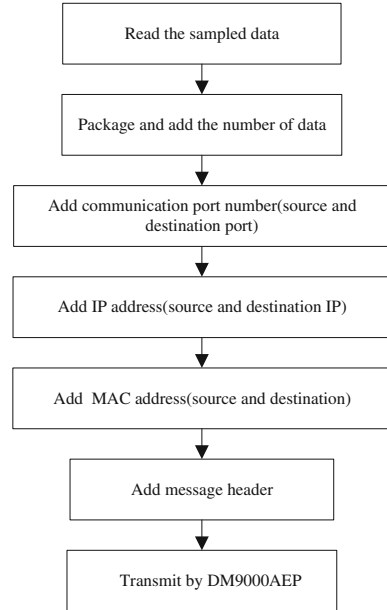 Read the sampled data
Package and add the number of data
Add communication port number(source and
destination port)
Add IP address(source and destination IP)
Add MAC address(source and destination)
Add message header
Transmit by DM9000AEP